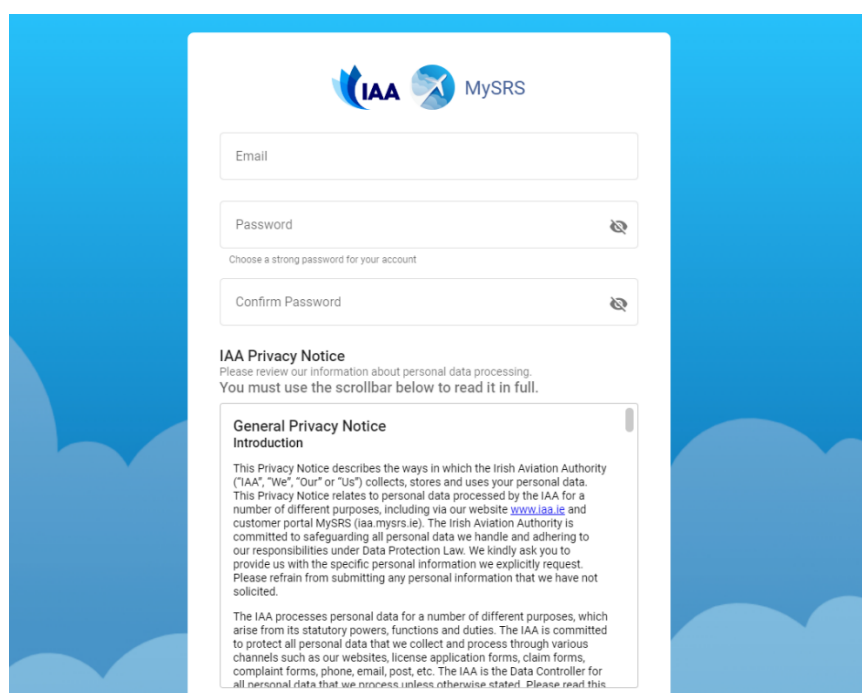 IAA MySRS
Email
Password
Choose a strong password for your account
Confirm Password
IAA Privacy Notice
Please review our information about personal data processing.
You must use the scrollbar below to read it in full.
General Privacy Notice
Introduction
This Privacy Notice describes the ways in which the Irish Aviation Authority
(“IAA”, “We”, “Our” or “Us”) collects, stores and uses your personal data.
This Privacy Notice relates to personal data processed by the IAA for a
number of different purposes, including via our website www.iaa.ie and
customer portal MySRS (iaa.mysrs.ie). The Irish Aviation Authority is
committed to safeguarding all personal data we handle and adhering to
our responsibilities under Data Protection Law. We kindly ask you to
provide us with the specific personal information we explicitly request.
Please refrain from submitting any personal information that we have not
solicited.
The IAA processes personal data for a number of different purposes, which
arise from its statutory powers, functions and duties. The IAA is committed
to protect all personal data that we collect and process through various
channels such as our websites, license application forms, claim forms,
complaint forms, phone, email, post, etc. The IAA is the Data Controller for
all personal data that we process unless otherwise stated. Please read this